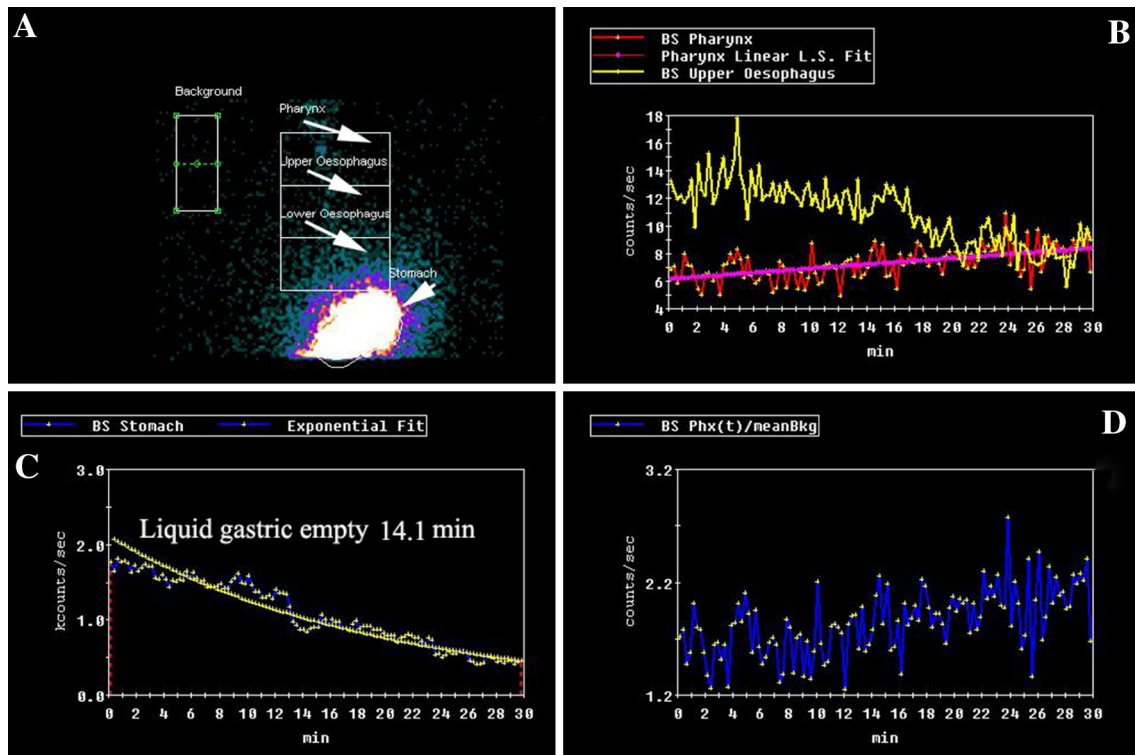 A
Background
Pharynx
Upper Oesophagus
Lower Oesophagus
Stomach
B
BS Pharynx
Pharynx Linear L.S. Fit
BS Upper Oesophagus
counts/sec
18
16
14
12
10
8
6
4
0 2 4 6 8 10 12 14 16 18 20 22 24 26 28 30
min
C
BS Stomach Exponential Fit
kcounts/sec
3.0
2.0
1.0
0.0
Liquid gastric empty 14.1 min
0 2 4 6 8 10 12 14 16 18 20 22 24 26 28 30
min
D
BS Phx(t)/meanBkg
counts/sec
3.2
2.2
1.2
0 2 4 6 8 10 12 14 16 18 20 22 24 26 28 30
min